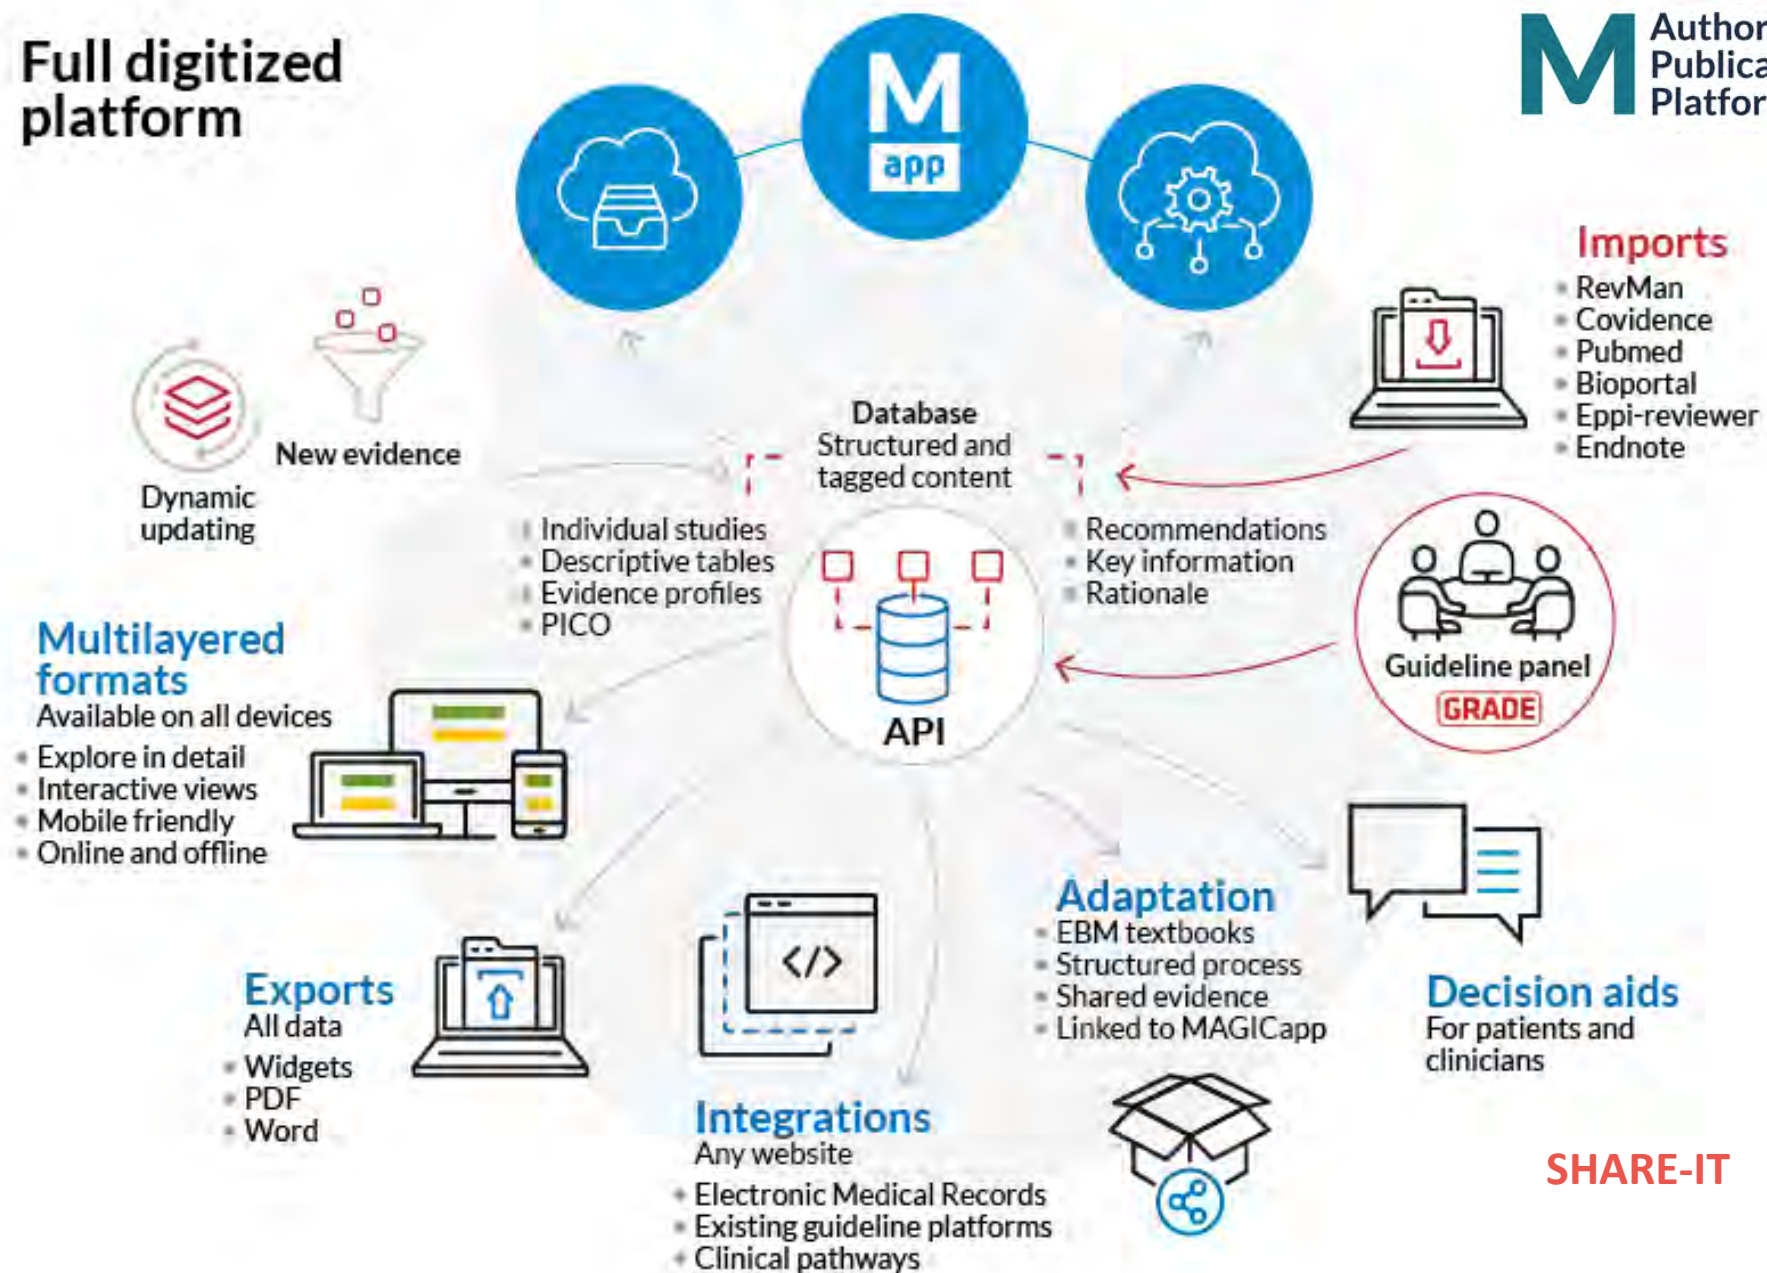 Full digitized
platform
M
app
M
Author
Publica
Platfor
Imports
RevMan
Covidence
Pubmed
Bioportal
Eppi-reviewer
Endnote
New evidence
Dynamic
updating
Database
Structured and
tagged content
Individual studies
Descriptive tables
Evidence profiles
PICO
Recommendations
Key information
Rationale
API
Guideline panel
GRADE
Multilayered
formats
Available on all devices
Explore in detail
Interactive views
Mobile friendly
Online and offline
Exports
All data
Widgets
PDF
Word
</>
Integrations
Any website
Electronic Medical Records
Existing guideline platforms
Clinical pathways
Adaptation
EBM textbooks
Structured process
Shared evidence
Linked to MAGICapp
Decision aids
For patients and
clinicians
SHARE-IT